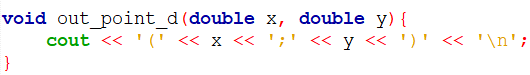 void out_point_d(double x, double y){
    cout << '(' << x << ';' << y << ')' << '\n';
}